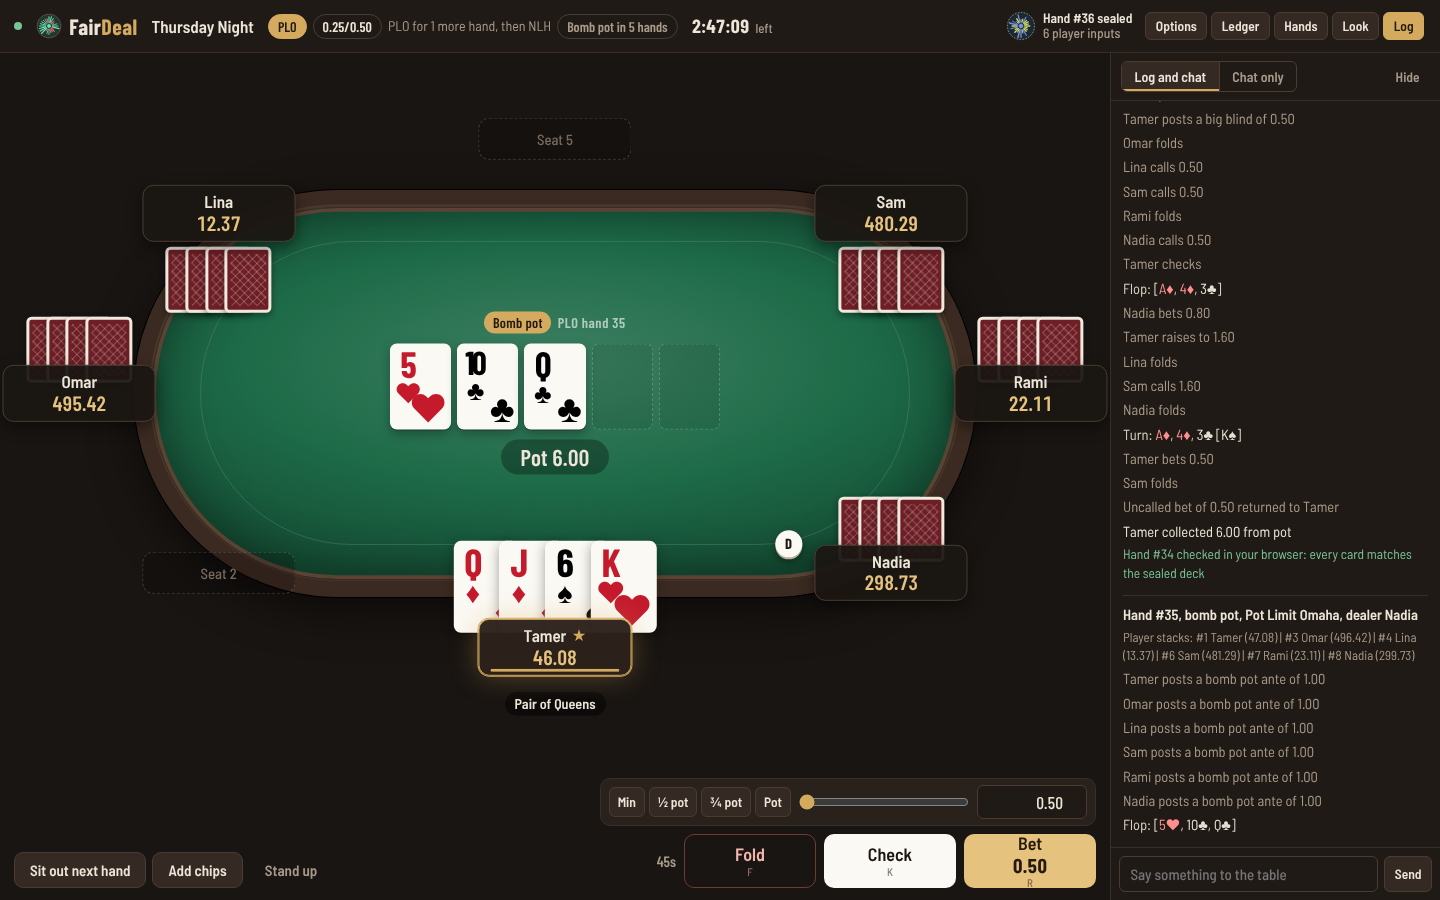 FairDeal
Thursday Night
PLO
0.25/0.50
PLO for 1 more hand, then NLH
Bomb pot in 5 hands
2:47:09 left
Hand #36 sealed
6 player inputs
Options
Ledger
Hands
Look
Log
Log and chat
Chat only
Hide
Seat 5
Lina
12.37
Sam
480.29
Omar
495.42
Rami
22.11
Bomb pot
PLO hand 35
5♥
10♣
Q♣
Pot 6.00
D
Nadia
298.73
Seat 2
Q♦
J♦
6♠
K♥
Tamer ★
46.08
Pair of Queens
Tamer posts a big blind of 0.50
Omar folds
Lina calls 0.50
Sam calls 0.50
Rami folds
Nadia calls 0.50
Tamer checks
Flop: [A♦, 4♦, 3♣]
Nadia bets 0.80
Tamer raises to 1.60
Lina folds
Sam calls 1.60
Nadia folds
Turn: A♦, 4♦, 3♣ [K♠]
Tamer bets 0.50
Sam folds
Uncalled bet of 0.50 returned to Tamer
Tamer collected 6.00 from pot
Hand #34 checked in your browser: every card matches
the sealed deck
Hand #35, bomb pot, Pot Limit Omaha, dealer Nadia
Player stacks: #1 Tamer (47.08) | #3 Omar (496.42) | #4 Lina
(13.37) | #6 Sam (481.29) | #7 Rami (23.11) | #8 Nadia (299.73)
Tamer posts a bomb pot ante of 1.00
Omar posts a bomb pot ante of 1.00
Lina posts a bomb pot ante of 1.00
Sam posts a bomb pot ante of 1.00
Rami posts a bomb pot ante of 1.00
Nadia posts a bomb pot ante of 1.00
Flop: [5♥, 10♣, Q♣]
Min
½ pot
¾ pot
Pot
0.50
45s
Fold
F
Check
K
Bet
0.50
R
Sit out next hand
Add chips
Stand up
Say something to the table
Send